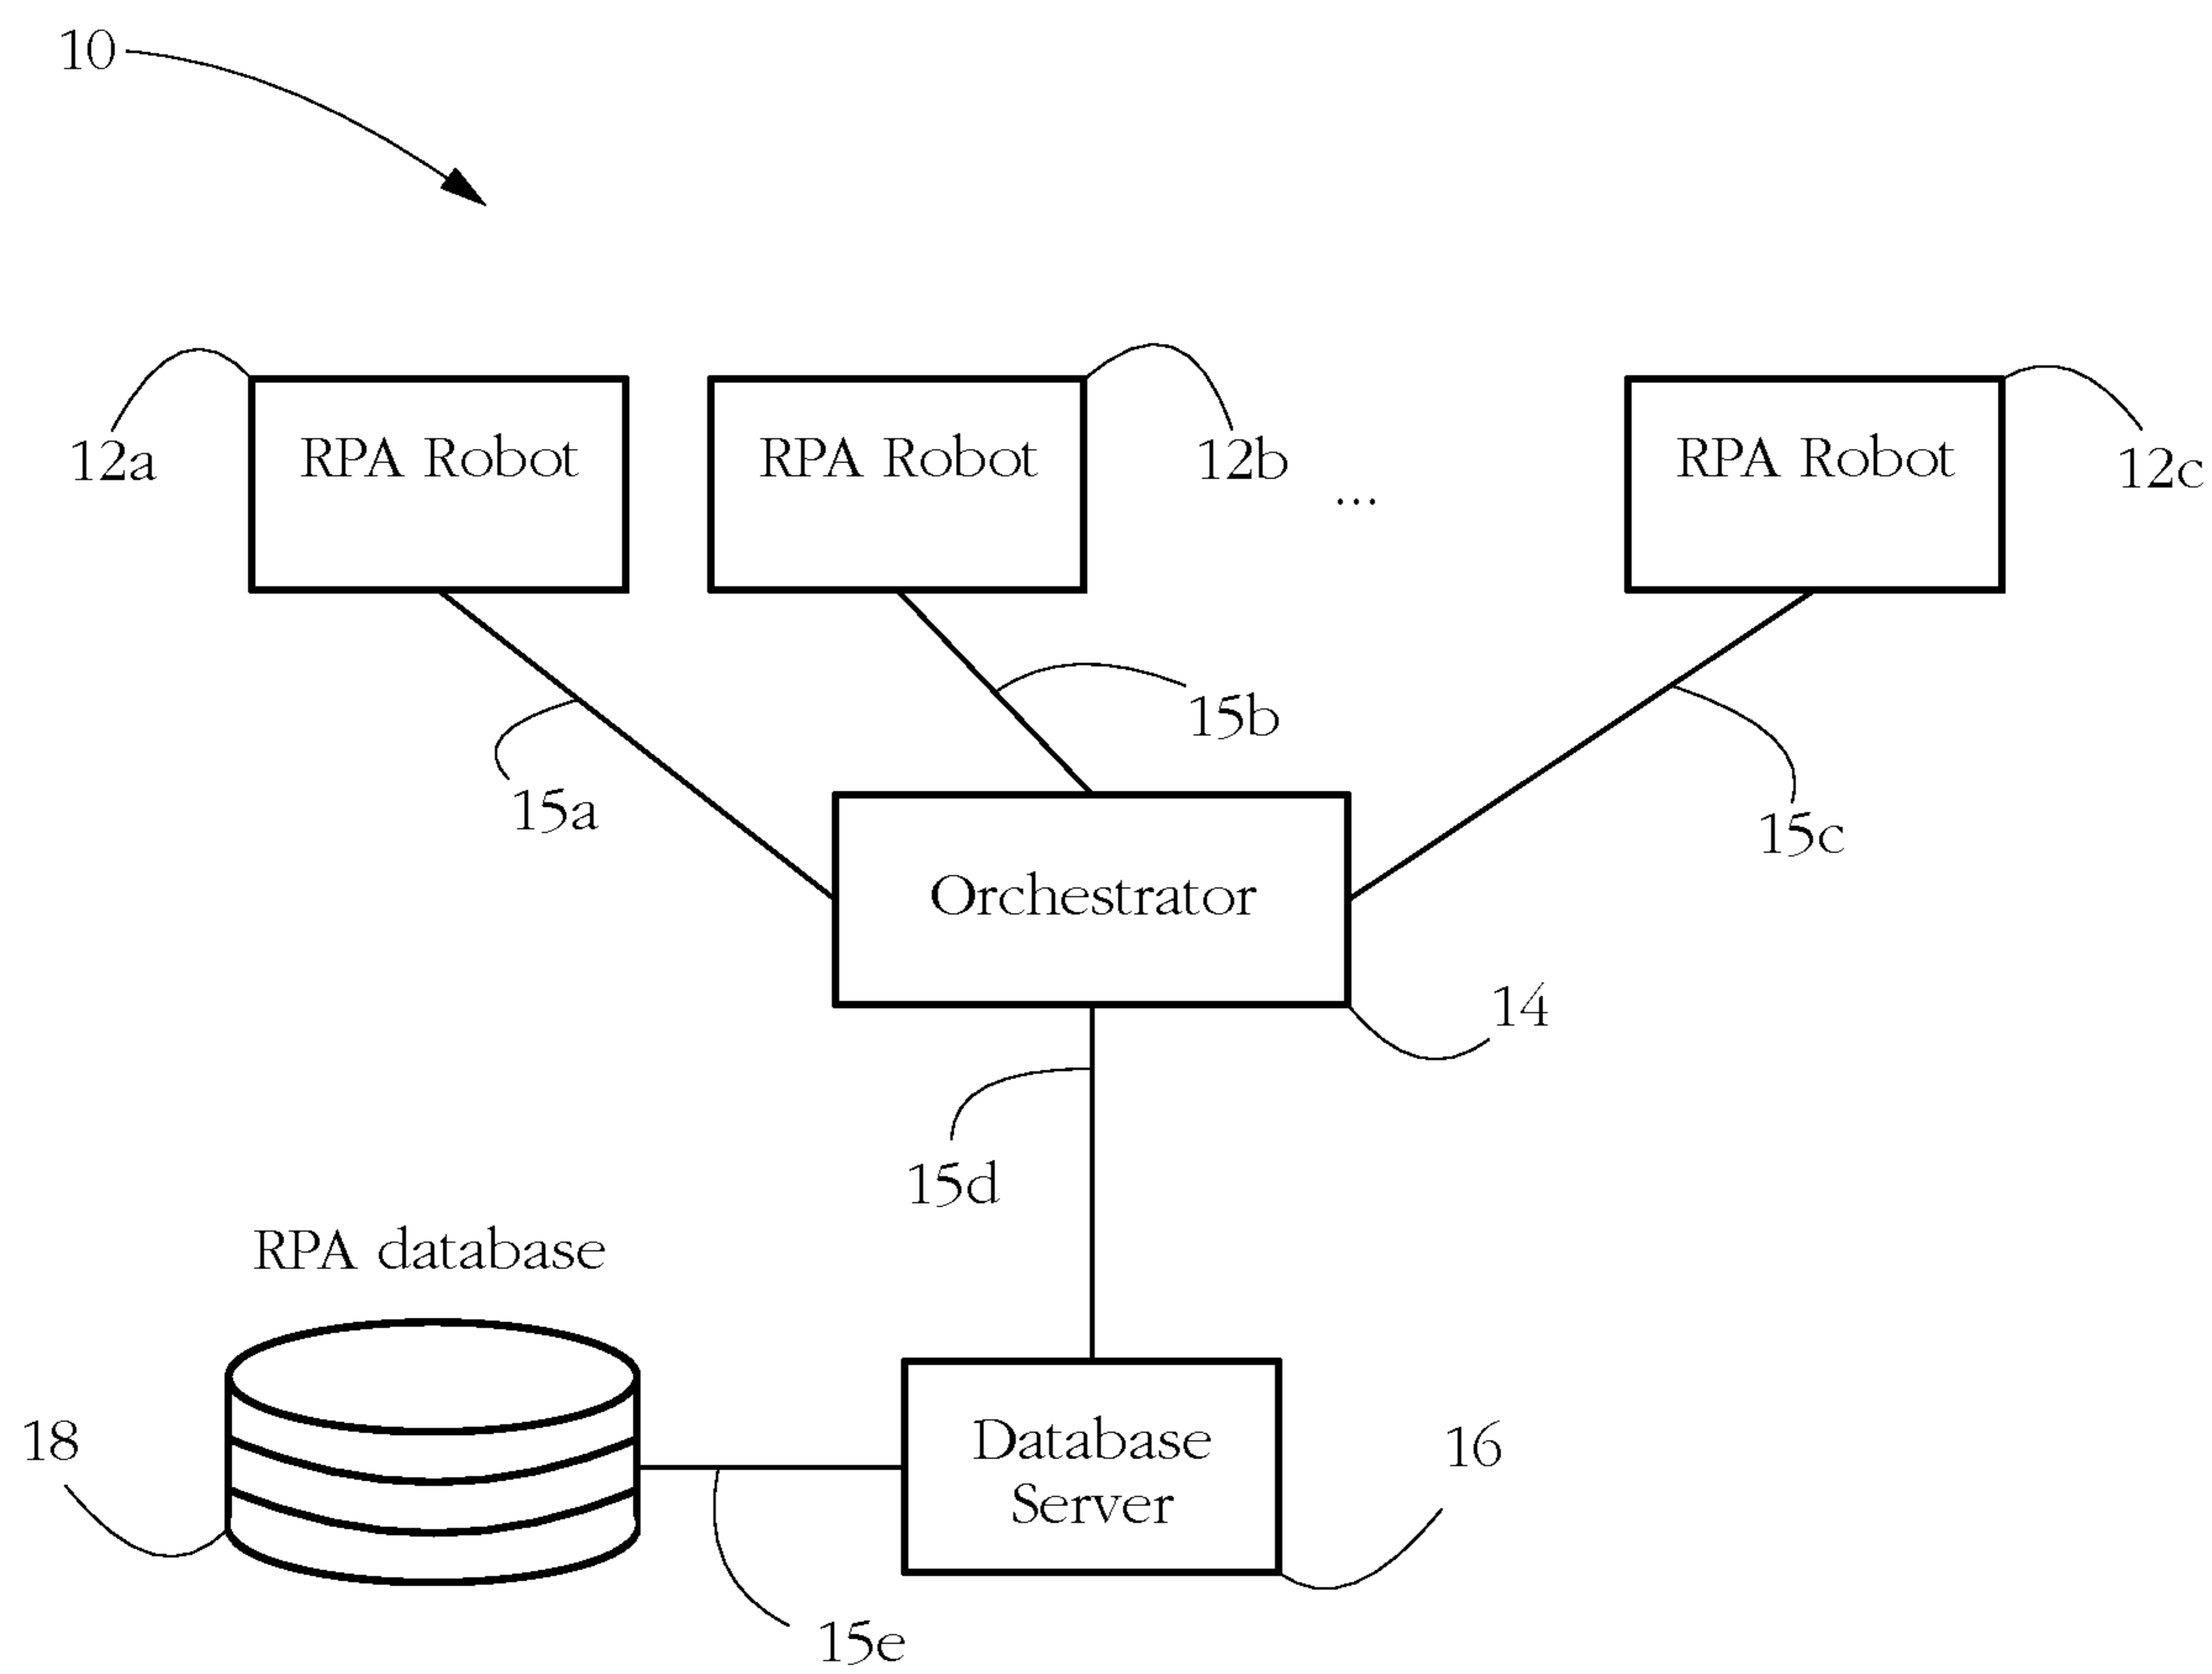 10
12a
RPA Robot
RPA Robot
12b
...
RPA Robot
12c
15a
15b
15c
Orchestrator
14
15d
RPA database
18
Database
Server
16
15e